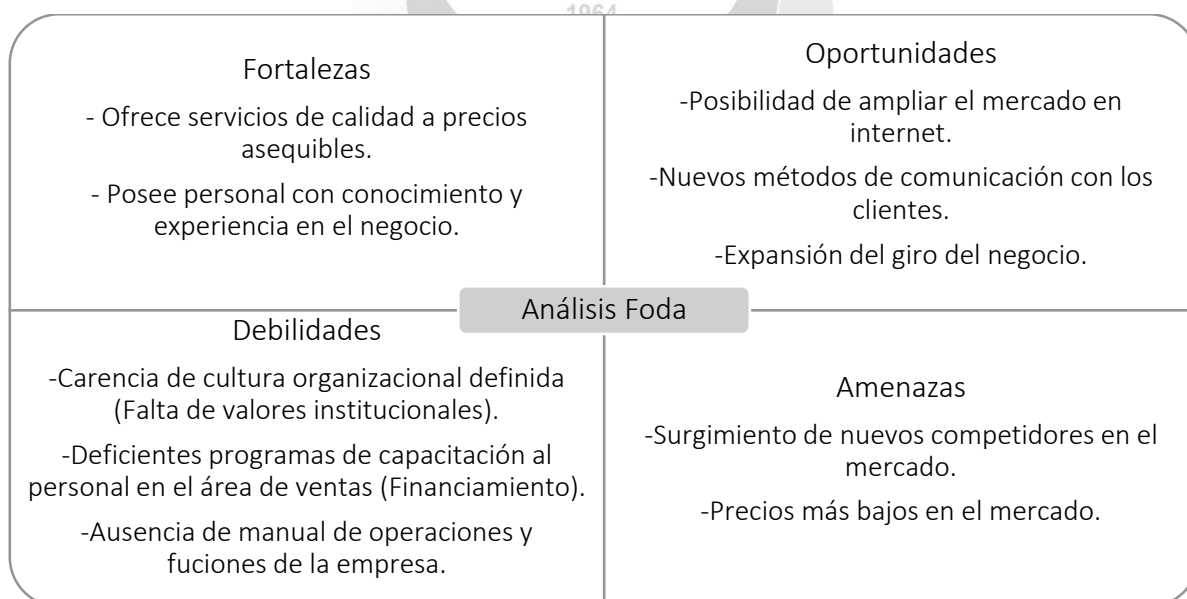 1964
Fortalezas
- Ofrece servicios de calidad a precios
asequibles.
- Posee personal con conocimiento y
experiencia en el negocio.
Oportunidades
-Posibilidad de ampliar el mercado en
internet.
-Nuevos métodos de comunicación con los
clientes.
-Expansión del giro del negocio.
Análisis Foda
Debilidades
-Carencia de cultura organizacional definida
(Falta de valores institucionales).
-Deficientes programas de capacitación al
personal en el área de ventas (Financiamiento).
-Ausencia de manual de operaciones y
fuciones de la empresa.
Amenazas
-Surgimiento de nuevos competidores en el
mercado.
-Precios más bajos en el mercado.